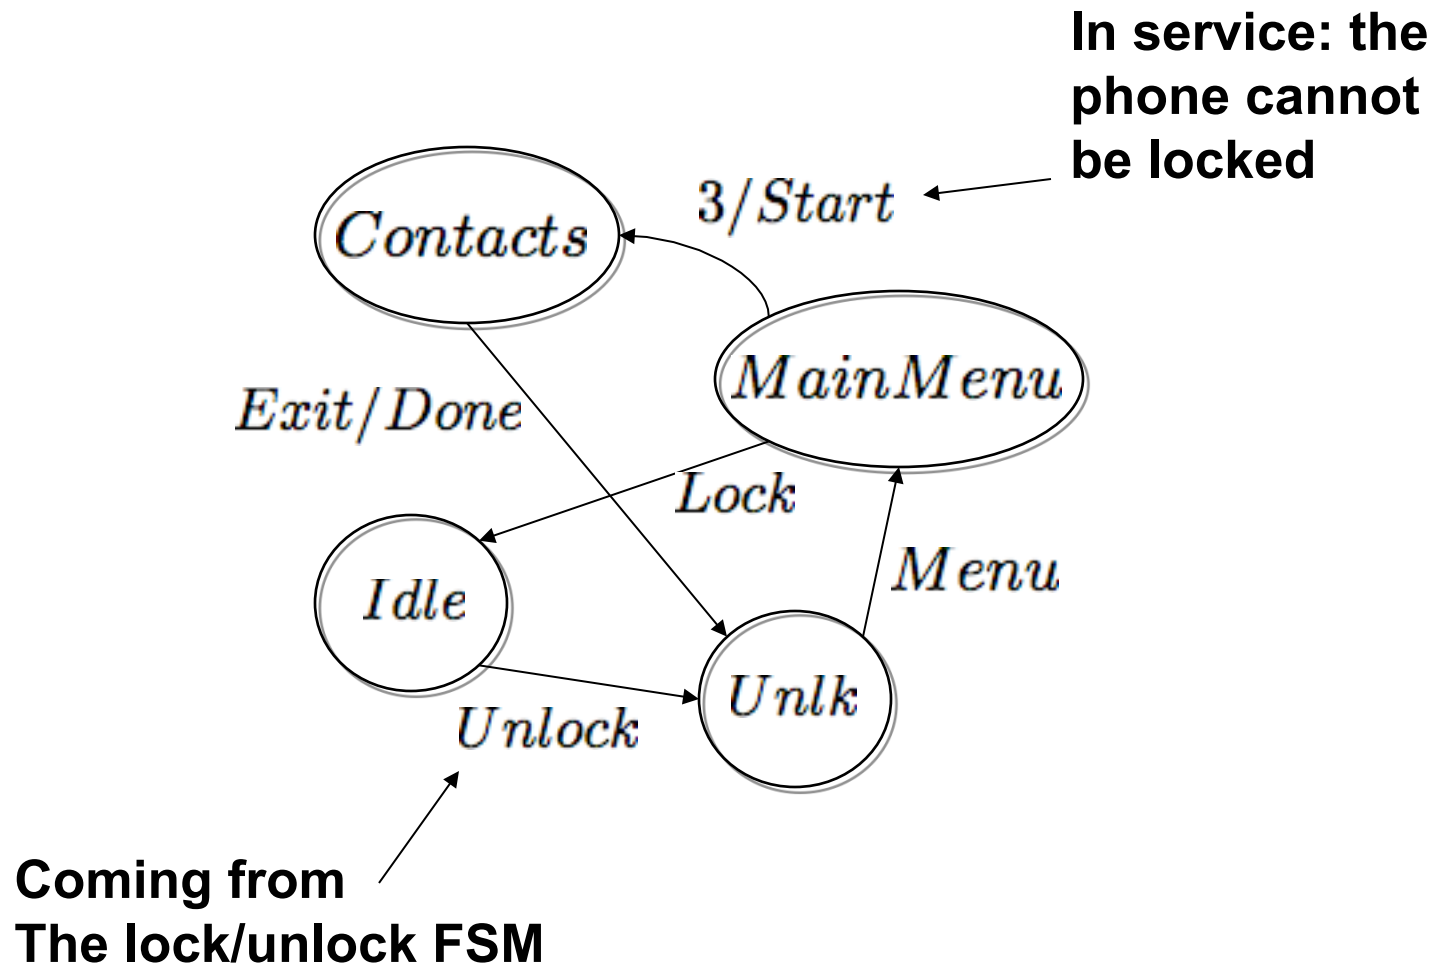 In service: the
phone cannot
be locked
3/Start
Contacts
MainMenu
Exit/Done
Lock
Menu
Idle
Unlk
Unlock
Coming from
The lock/unlock FSM